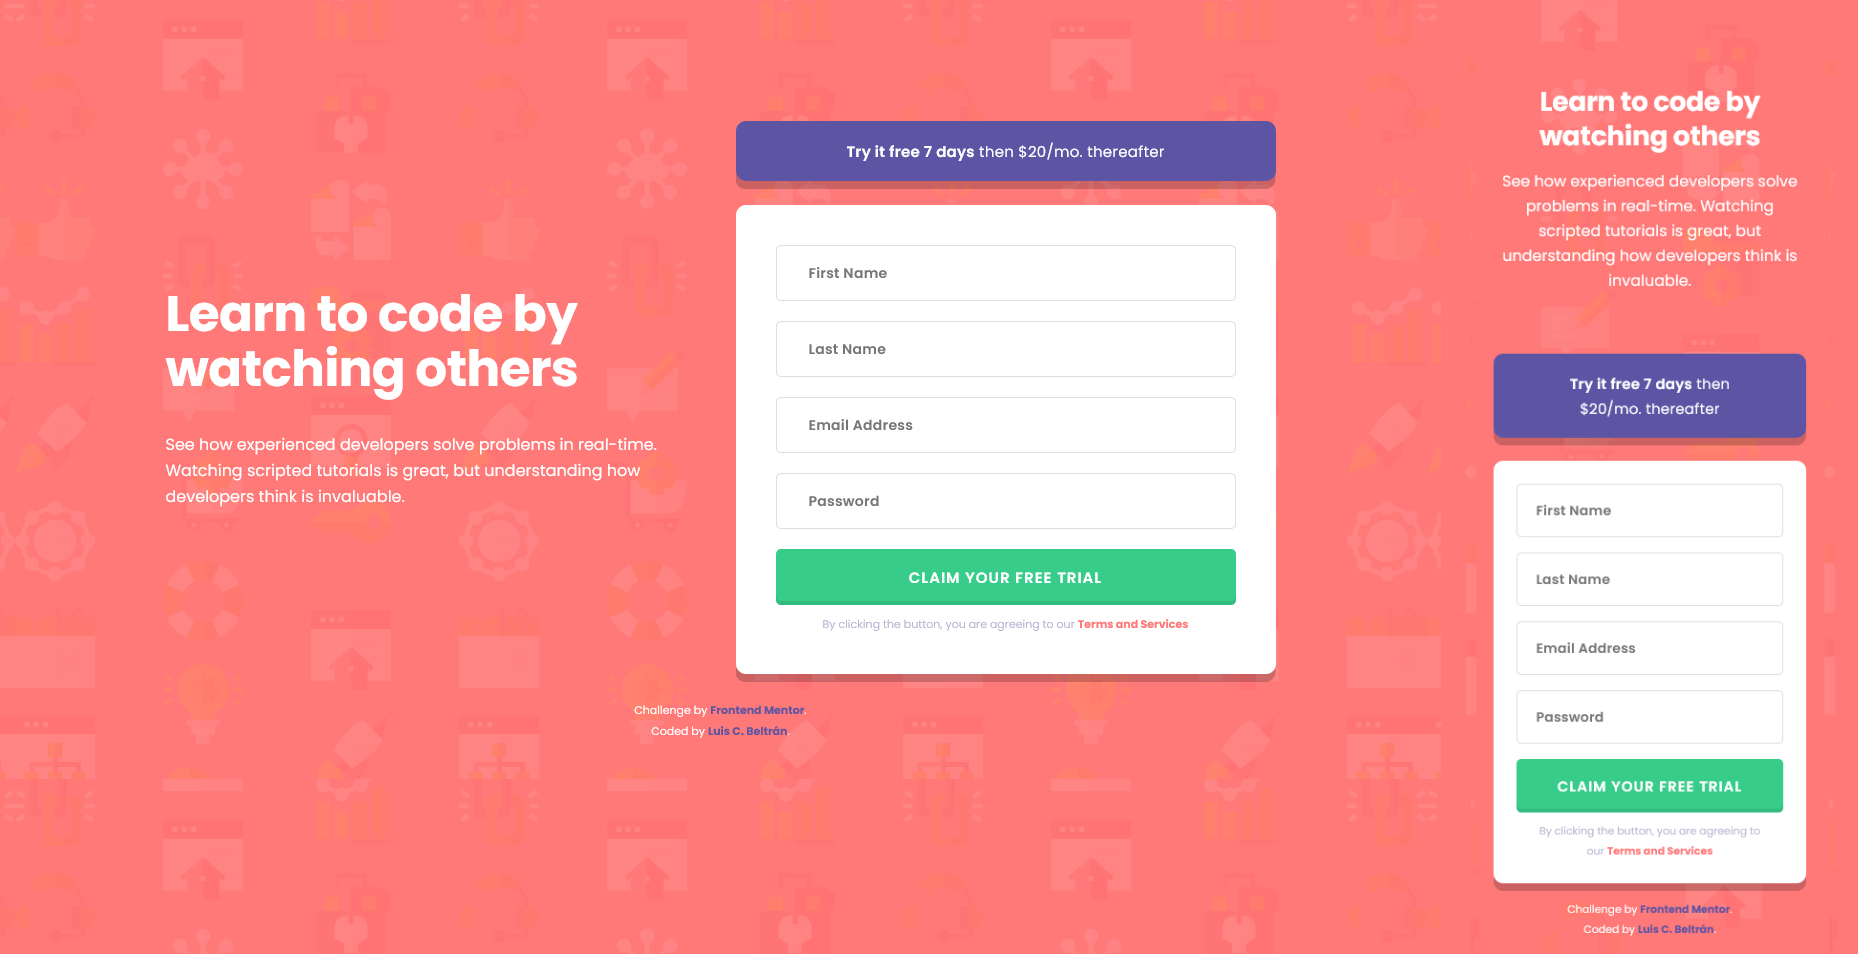 Learn to code by
watching others
See how experienced developers solve problems in real-time.
Watching scripted tutorials is great, but understanding how
developers think is invaluable.
Try it free 7 days then $20/mo. thereafter
First Name
Last Name
Email Address
Password
CLAIM YOUR FREE TRIAL
By clicking the button, you are agreeing to our Terms and Services
Challenge by Frontend Mentor.
Coded by Luis C. Beltrán.
Learn to code by
watching others
See how experienced developers solve
problems in real-time. Watching
scripted tutorials is great, but
understanding how developers think is
invaluable.
Try it free 7 days then
$20/mo. thereafter
First Name
Last Name
Email Address
Password
CLAIM YOUR FREE TRIAL
By clicking the button, you are agreeing to
our Terms and Services
Challenge by Frontend Mentor.
Coded by Luis C. Beltrán.